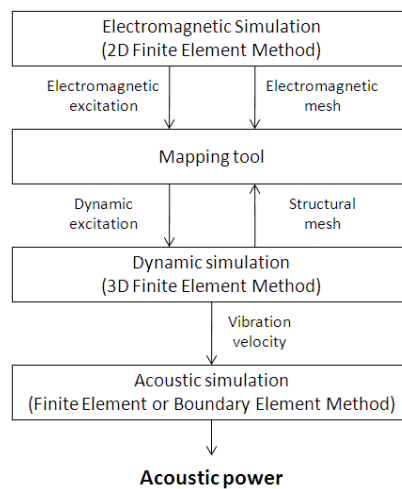 Electromagnetic Simulation
(2D Finite Element Method)
Electromagnetic
excitation
Electromagnetic
mesh
Mapping tool
Dynamic
excitation
Structural
mesh
Dynamic simulation
(3D Finite Element Method)
Vibration
velocity
Acoustic simulation
(Finite Element or Boundary Element Method)
Acoustic power